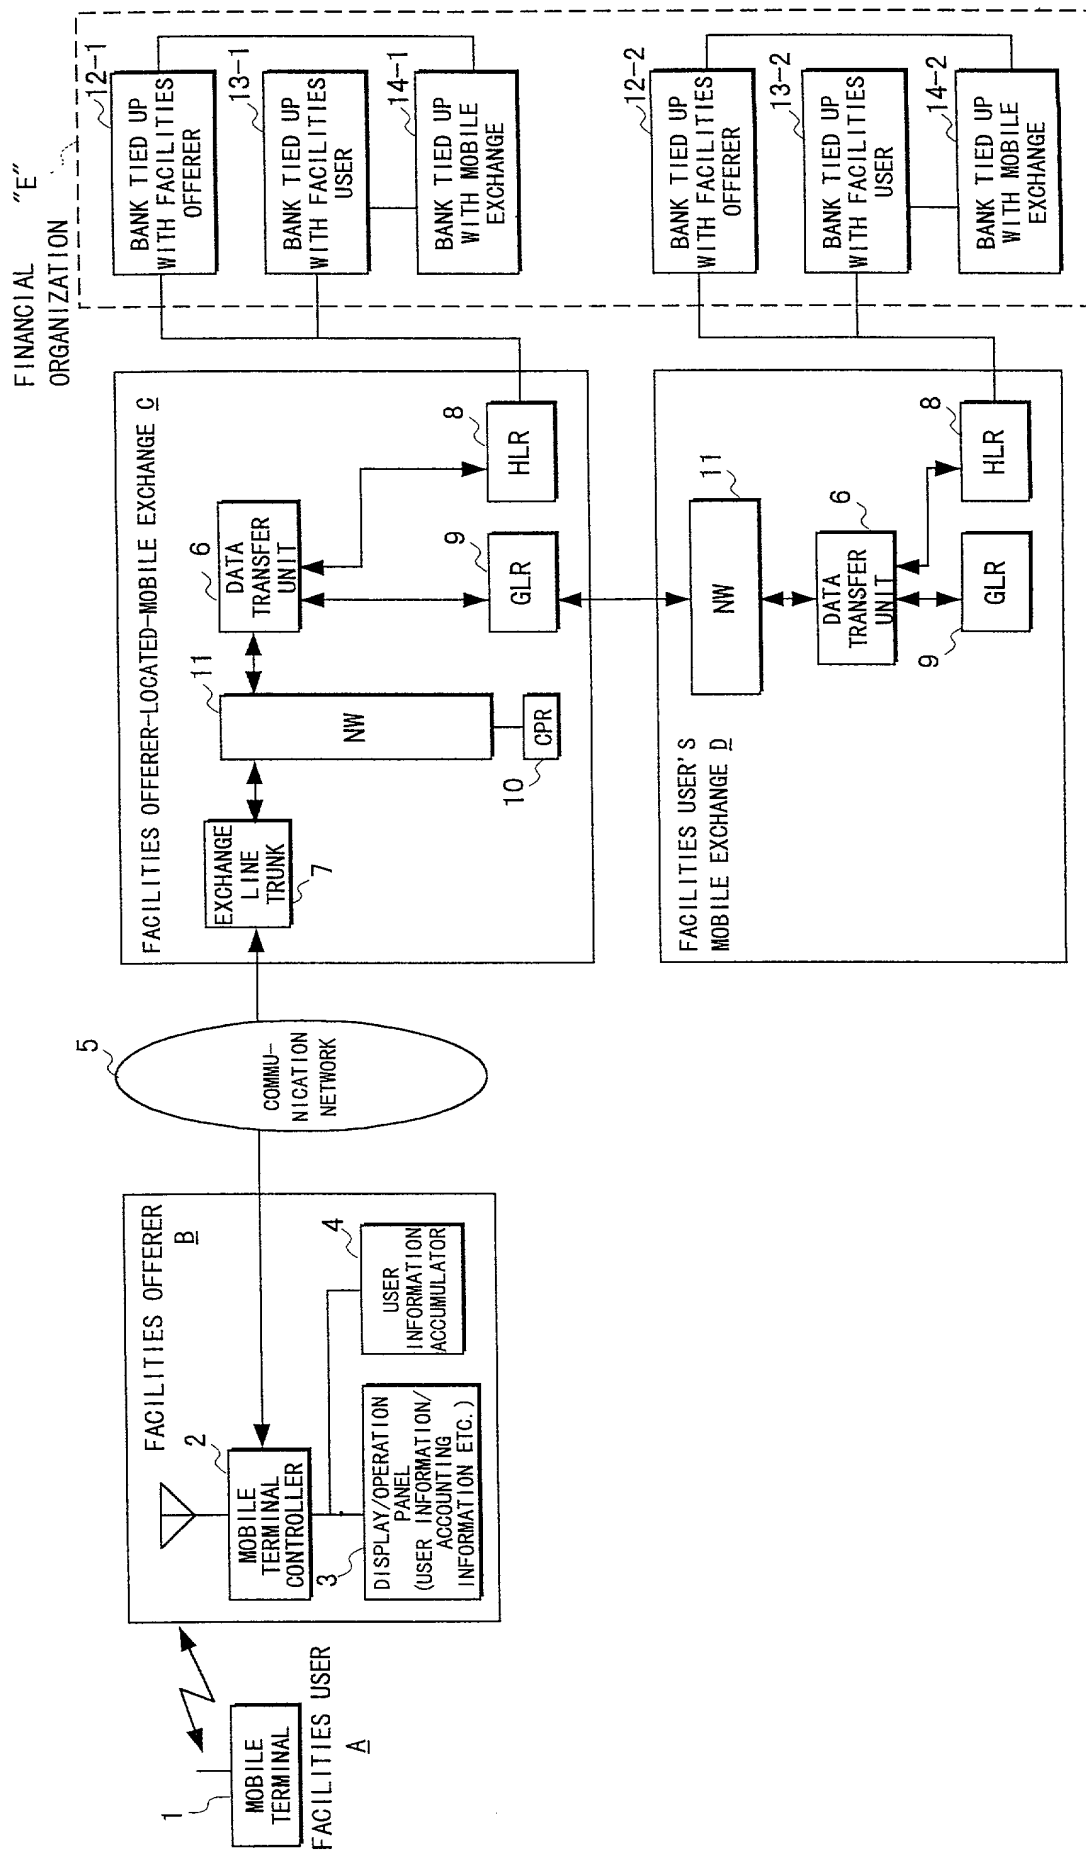 1
MOBILE
TERMINAL
FACILITIES USER
A
FACILITIES OFFERER
B
2
MOBILE
TERMINAL
CONTROLLER
3
DISPLAY/OPERATION
PANEL
(USER INFORMATION/
ACCOUNTING
INFORMATION ETC.)
4
USER
INFORMATION
ACCUMULATOR
5
COMMU-
NICATION
NETWORK
FACILITIES OFFERER-LOCATED-MOBILE EXCHANGE C
EXCHANGE
LINE
TRUNK
7
11
NW
10
CPR
6
DATA
TRANSFER
UNIT
9
GLR
8
HLR
FACILITIES USER'S
MOBILE EXCHANGE D
11
NW
6
DATA
TRANSFER
UNIT
9
GLR
8
HLR
FINANCIAL "E"
ORGANIZATION
12-1
BANK TIED UP
WITH FACILITIES
OFFERER
13-1
BANK TIED UP
WITH FACILITIES
USER
14-1
BANK TIED UP
WITH MOBILE
EXCHANGE
12-2
BANK TIED UP
WITH FACILITIES
OFFERER
13-2
BANK TIED UP
WITH FACILITIES
USER
14-2
BANK TIED UP
WITH MOBILE
EXCHANGE